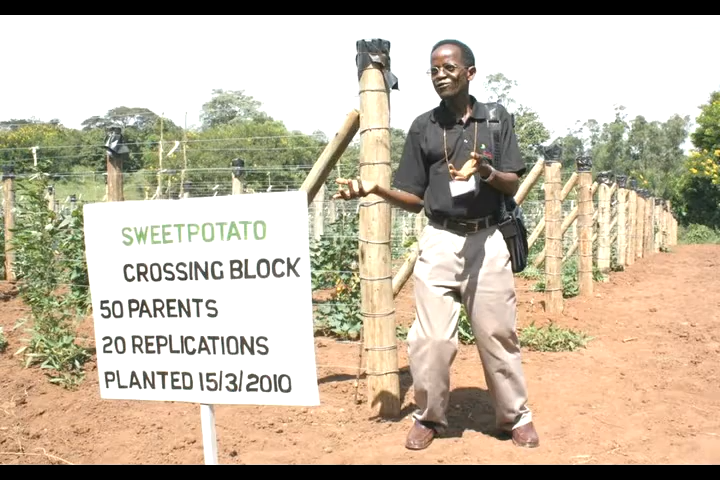 SWEETPOTATO
CROSSING BLOCK
50 PARENTS
20 REPLICATIONS
PLANTED 15/3/2010